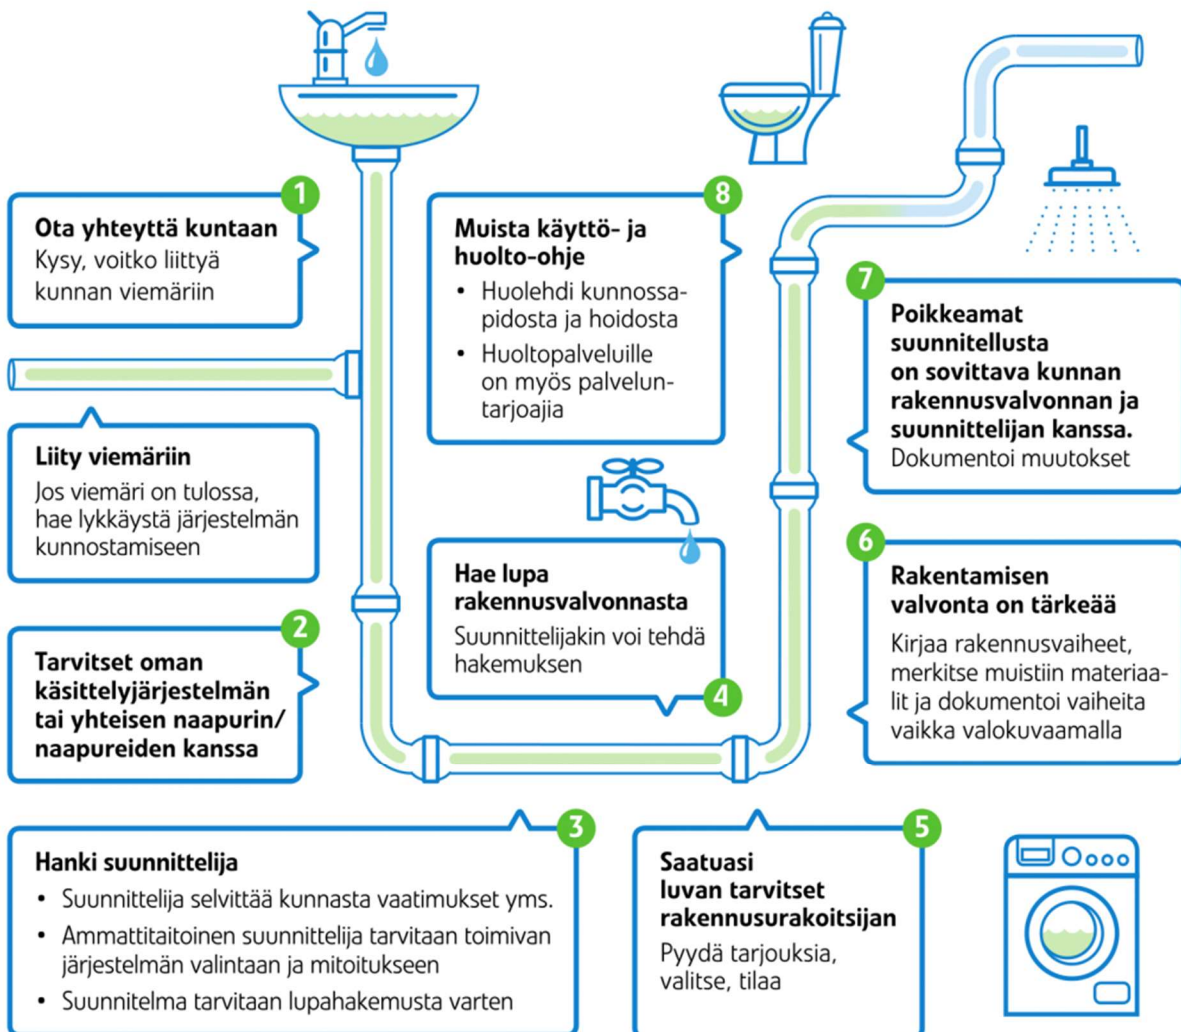 1
Ota yhteyttä kuntaan
Kysy, voitko liittyä
kunnan viemäriin
Liity viemäriin
Jos viemäri on tulossa,
hae lykkäystä järjestelmän
kunnostamiseen
2
Tarvitset oman
käsittelyjärjestelmän
tai yhteisen naapurin/
naapureiden kanssa
3
Hanki suunnittelija
• Suunnittelija selvittää kunnasta vaatimukset yms.
• Ammattitaitoinen suunnittelija tarvitaan toimivan
järjestelmän valintaan ja mitoitukseen
• Suunnitelma tarvitaan lupahakemusta varten
Hae lupa
rakennusvalvonnasta
Suunnittelijakin voi tehdä
hakemuksen
4
5
Saatuasi
luvan tarvitset
rakennusurakoitsijan
Pyydä tarjouksia,
valitse, tilaa
6
Rakentamisen
valvonta on tärkeää
Kirjaa rakennusvaiheet,
merkitse muistiin materiaa-
lit ja dokumentoi vaiheita
vaikka valokuvaamalla
7
Poikkeamat
suunnitellusta
on sovittava kunnan
rakennusvalvonnan ja
suunnittelijan kanssa.
Dokumentoi muutokset
8
Muista käyttö- ja
huolto-ohje
• Huolehdi kunnossa-
pidosta ja hoidosta
• Huoltopalveluille
on myös palvelun-
tarjoajia